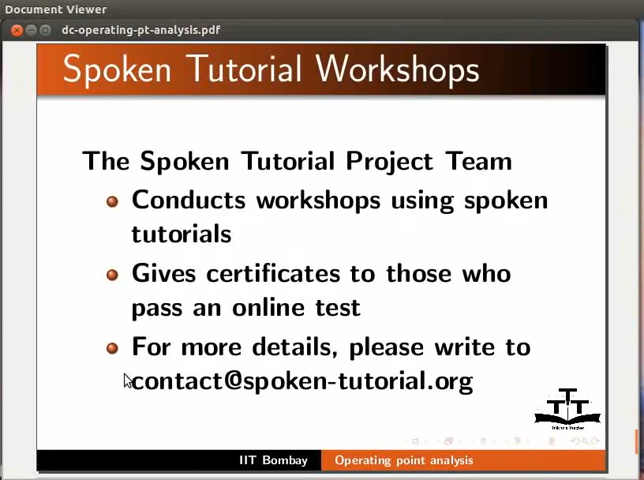 Document Viewer
dc-operating-pt-analysis.pdf
Spoken Tutorial Workshops
The Spoken Tutorial Project Team
Conducts workshops using spoken
tutorials
Gives certificates to those who
pass an online test
For more details, please write to
contact@spoken-tutorial.org
IIT Bombay
Operating point analysis